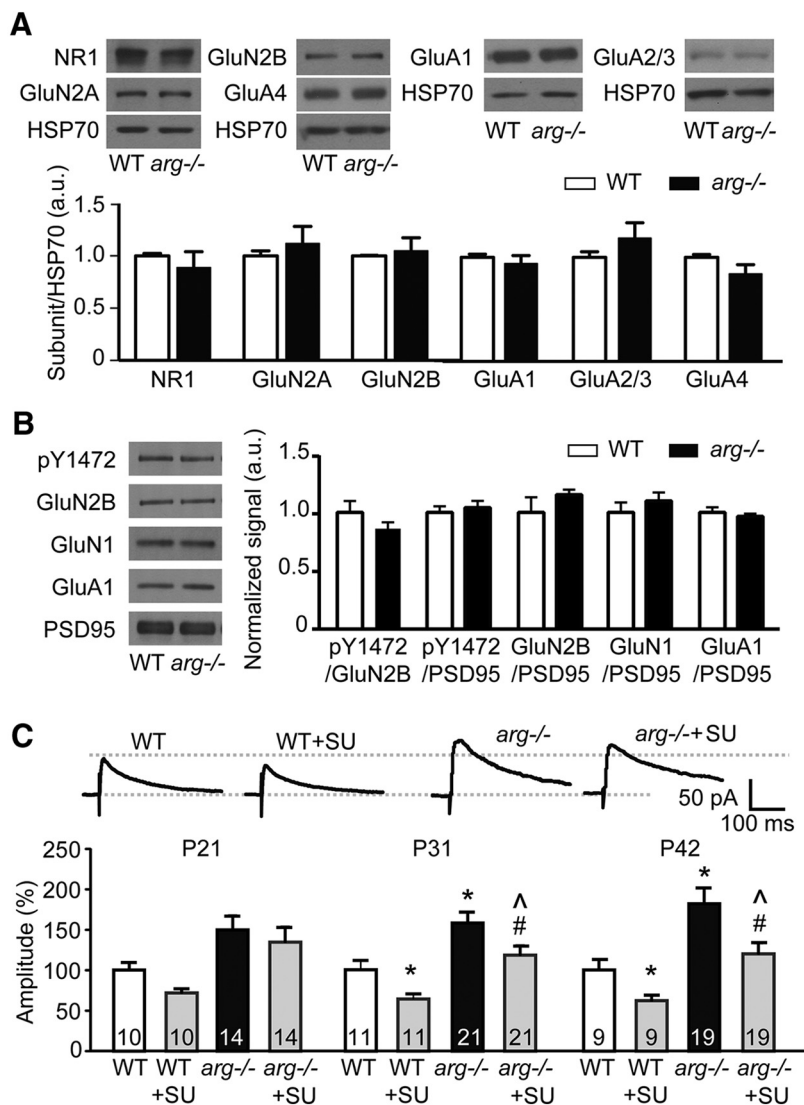 A
NR1 GluN2B GluA1 GluA2/3
GluN2A GluA4 HSP70 HSP70
HSP70 HSP70 WT arg-/- WT arg-/-
WT arg-/- WT arg-/-
WT arg-/-
Subunit/HSP70 (a.u.)
1.5
1.0
0.5
0
NR1 GluN2A GluN2B GluA1 GluA2/3 GluA4
B
pY1472
GluN2B
GluN1
GluA1
PSD95
WT arg-/-
WT arg-/-
Normalized signal (a.u.)
1.5
1.0
0.5
0
pY1472 pY1472 GluN2B GluN1 GluA1
/GluN2B /PSD95 /PSD95 /PSD95 /PSD95
C
WT WT+SU arg-/- arg-/-+SU
50 pA
100 ms
P21 P31 P42
Amplitude (%)
250
200
150
100
50
0
* * ^ # * * ^ #
10 10 14 14 11 11 21 21 9 9 19 19
WT WT arg-/- arg-/- WT WT arg-/- arg-/- WT WT arg-/- arg-/-
+SU +SU +SU +SU +SU +SU